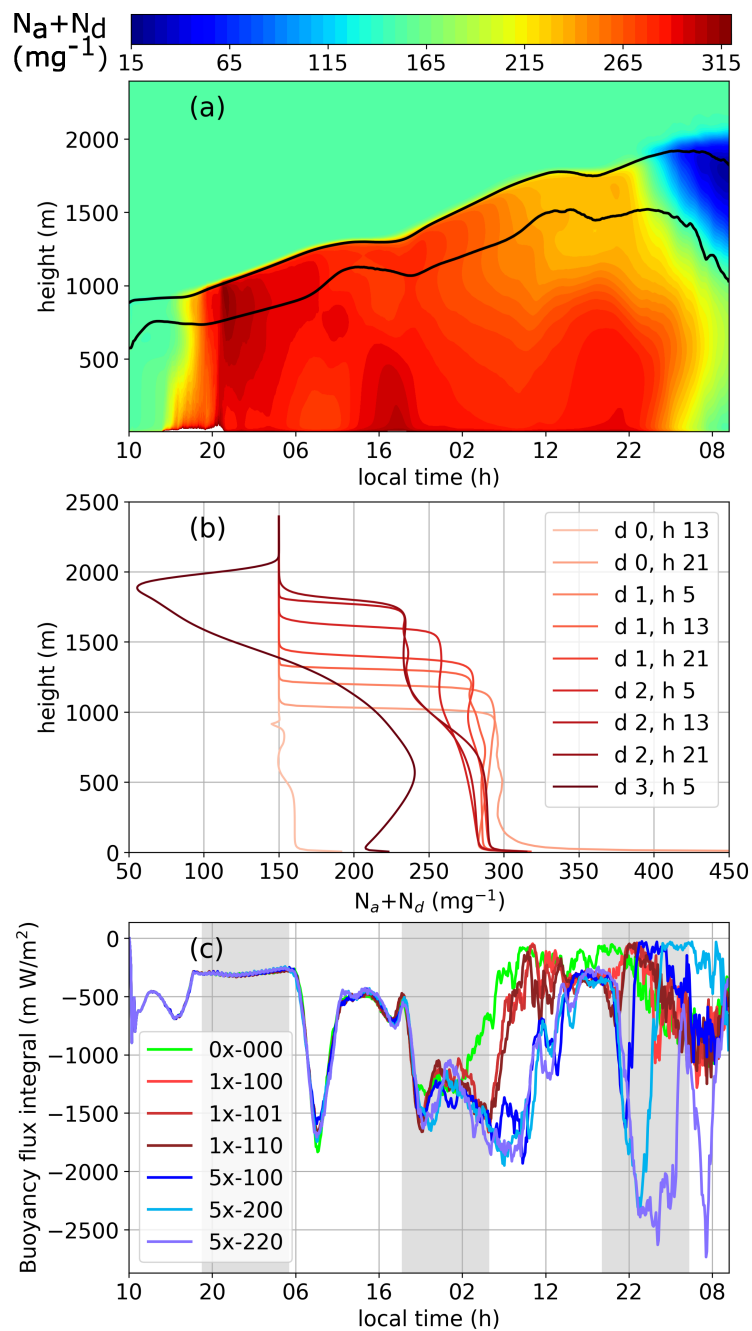 Na+Nd
(mg⁻¹)
15 65 115 165 215 265 315
(a)
height (m)
2000
1500
1000
500
10 20 06 16 02 12 22 08
local time (h)
(b)
height (m)
2500
2000
1500
1000
500
0
d 0, h 13
d 0, h 21
d 1, h 5
d 1, h 13
d 1, h 21
d 2, h 5
d 2, h 13
d 2, h 21
d 3, h 5
50 100 150 200 250 300 350 400 450
Nₐ+N_d (mg⁻¹)
(c)
Buoyancy flux integral (m W/m²)
0
−500
−1000
−1500
−2000
−2500
0x-000
1x-100
1x-101
1x-110
5x-100
5x-200
5x-220
10 20 06 16 02 12 22 08
local time (h)